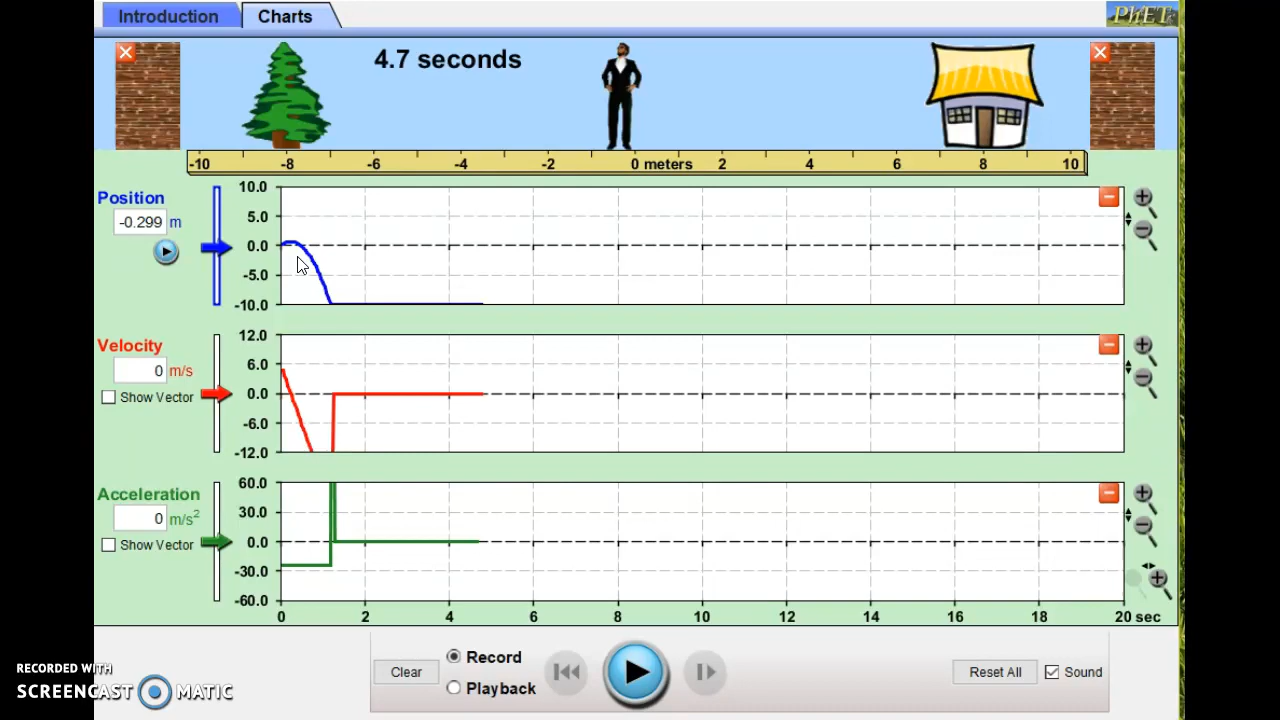 Introduction
Charts
PhET
4.7 seconds
-10 -8 -6 -4 -2 0 meters 2 4 6 8 10
Position
-0.299 m
10.0
5.0
0.0
-5.0
-10.0
Velocity
0 m/s
Show Vector
12.0
6.0
0.0
-6.0
-12.0
Acceleration
0 m/s²
Show Vector
60.0
30.0
0.0
-30.0
-60.0
0 2 4 6 8 10 12 14 16 18 20 sec
Clear
Record
Playback
Reset All
Sound
RECORDED WITH
SCREENCAST MATIC